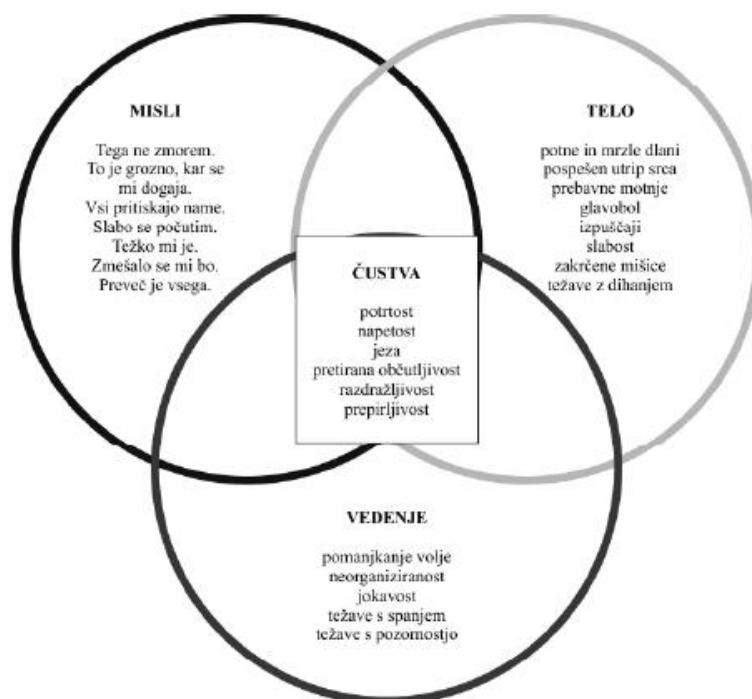 MISLI
Tega ne zmorem.
To je grozno, kar se
mi dogaja.
Vsi pritiskajo name.
Slabo se počutim.
Težko mi je.
Zmešalo se mi bo.
Preveč je vsega.
TELO
potne in mrzle dlani
pospešen utrip srca
prebavne motnje
glavobol
izpuščaji
slabost
zakrčene mišice
težave z dihanjem
ČUSTVA
potrtost
napetost
jeza
pretirana občutljivost
razdražljivost
prepirljivost
VEDENJE
pomanjkanje volje
neorganiziranost
jokavost
težave s spanjem
težave s pozornostjo